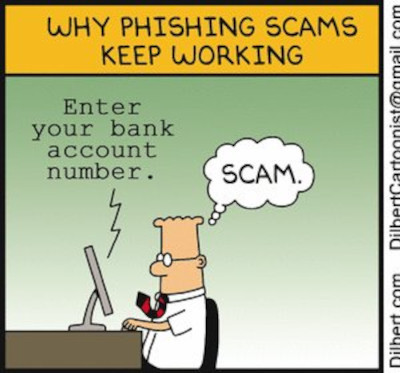 WHY PHISHING SCAMS
KEEP WORKING
Enter
your bank
account
number.
SCAM.
Dilbert.com DilbertCartoonist@gmail.com